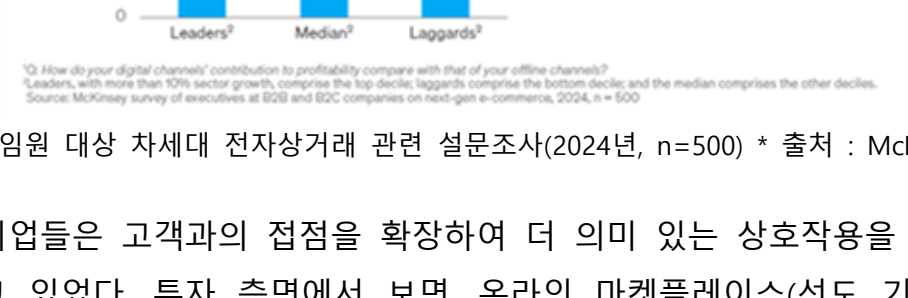 0
Leaders² Median² Laggards²
¹Q: How do your digital channels' contribution to profitability compare with that of your offline channels?
²Leaders, with more than 10% sector growth, comprise the top decile; laggards comprise the bottom decile; and the median comprises the other deciles.
Source: McKinsey survey of executives at B2B and B2C companies on next-gen e-commerce, 2024, n = 500
임원 대상 차세대 전자상거래 관련 설문조사(2024년, n=500) * 출처 :
업들은 고객과의 접점을 확장하여 더 의미 있는 상호작용을
있었다. 투자 측면에서 보면, 온라인 마켓플레이스(선도